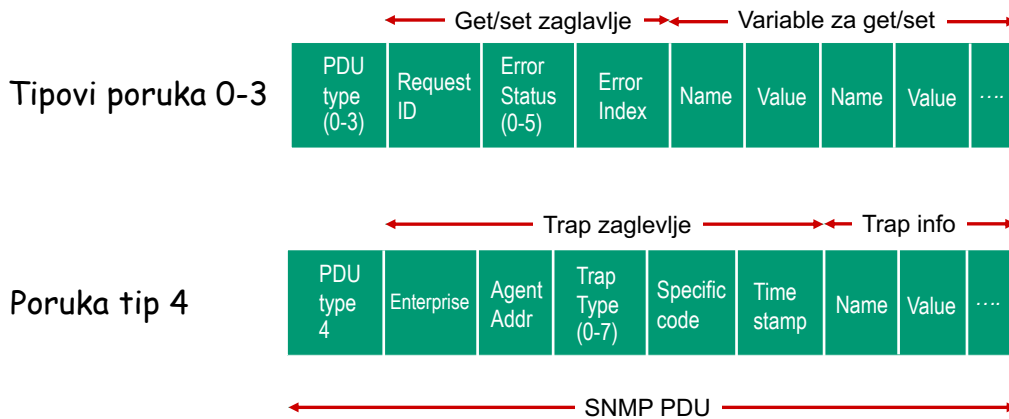 Get/set zaglavlje
Variable za get/set
Tipovi poruka 0-3
PDU
type
(0-3)
Request
ID
Error
Status
(0-5)
Error
Index
Name
Value
Name
Value
....
Trap zaglevlje
Trap info
Poruka tip 4
PDU
type
4
Enterprise
Agent
Addr
Trap
Type
(0-7)
Specific
code
Time
stamp
Name
Value
....
SNMP PDU